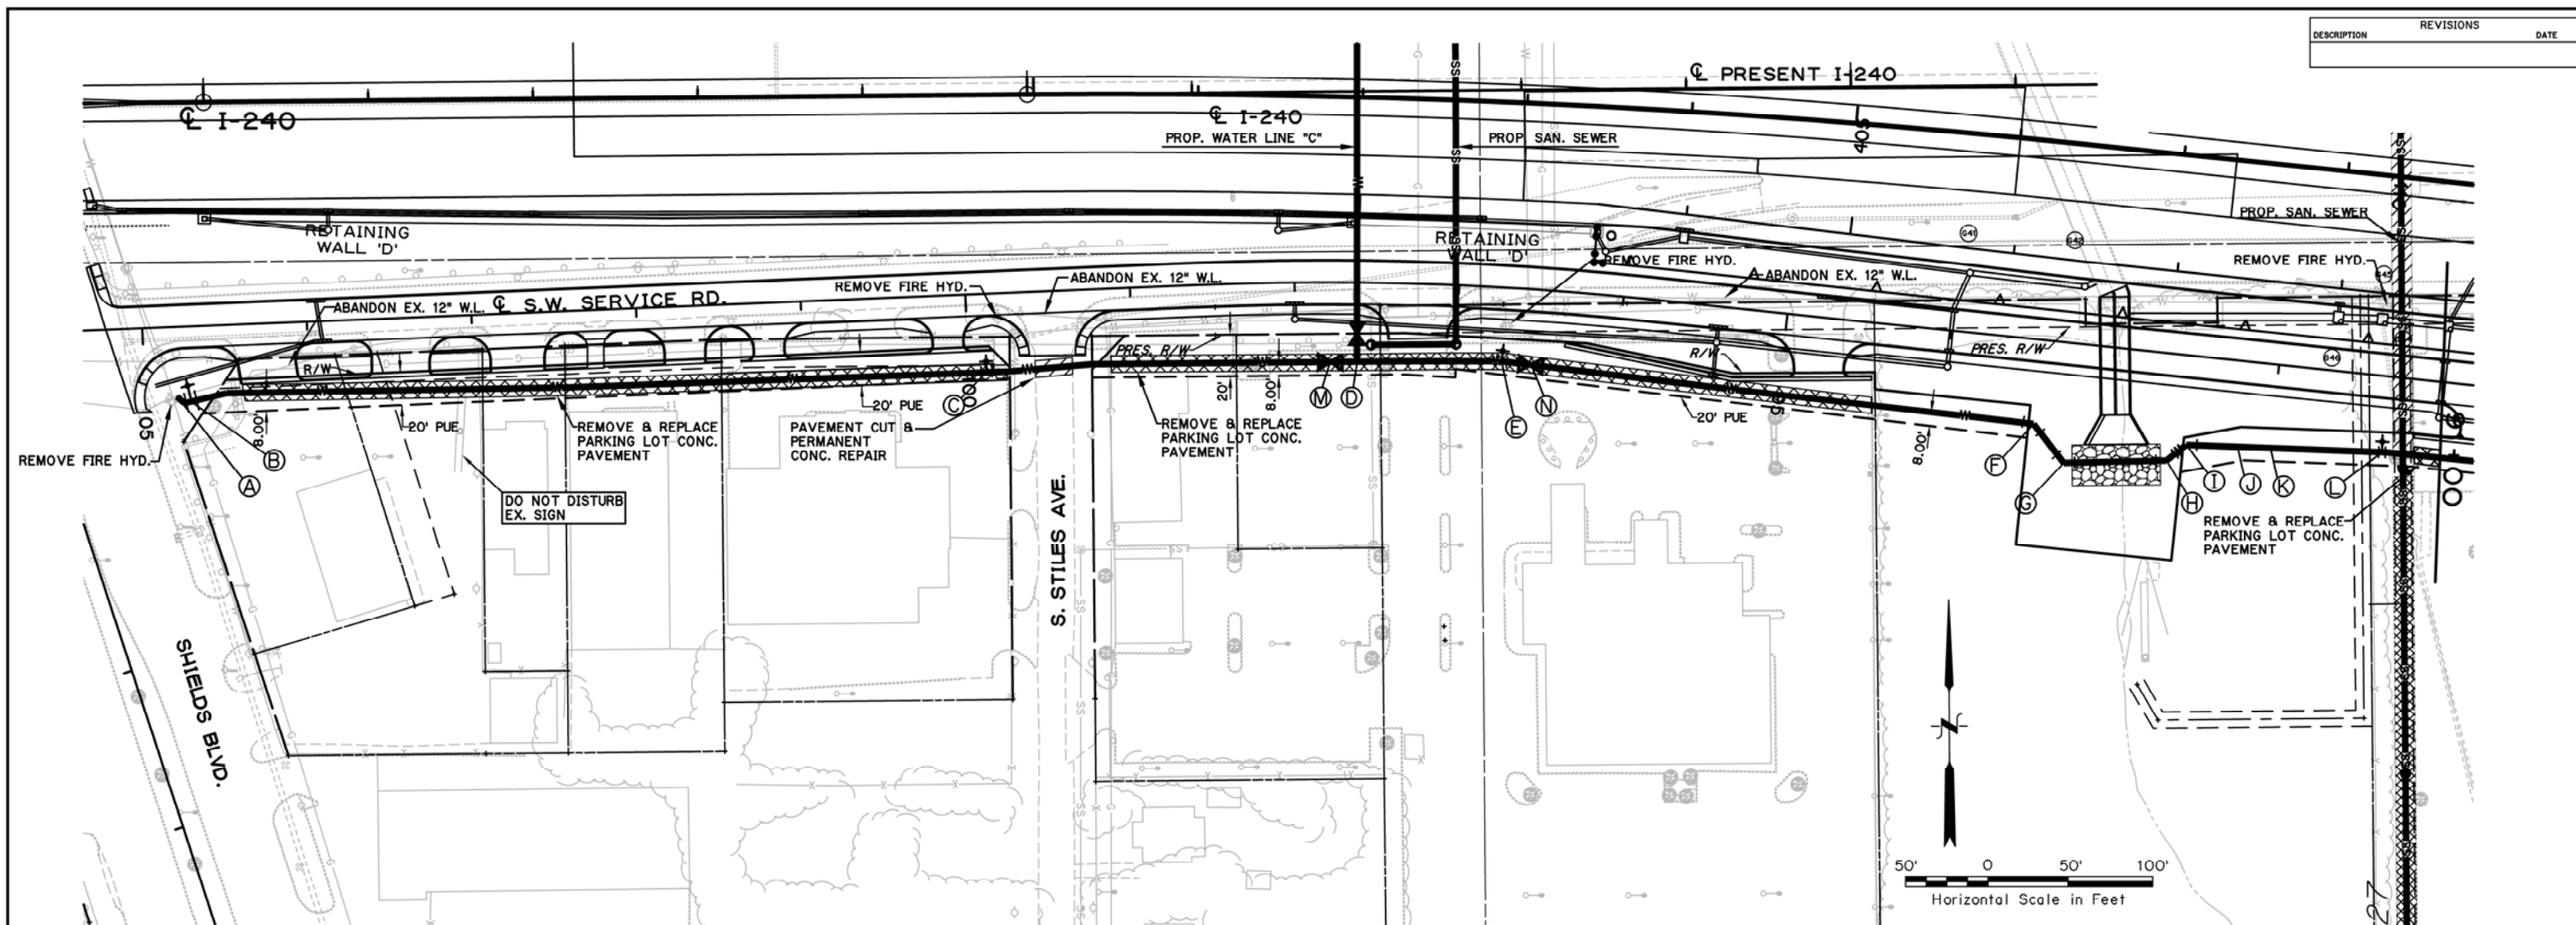 REVISIONS
DESCRIPTION
DATE
℄ PRESENT I-240
℄ I-240
℄ I-240
PROP. WATER LINE "C"
PROP. SAN. SEWER
405
PROP. SAN. SEWER
RETAINING
WALL 'D'
RETAINING
WALL 'D'
REMOVE FIRE HYD.
REMOVE FIRE HYD.
REMOVE FIRE HYD.
ABANDON EX. 12" W.L.
ABANDON EX. 12" W.L.
ABANDON EX. 12" W.L.
℄ S.W. SERVICE RD.
641
642
645
646
PRES. R/W
PRES. R/W
R/W
R/W
20' PUE
20' PUE
20' PUE
8.00'
20'
8.00'
8.00'
REMOVE FIRE HYD.
A
B
C
M
D
E
N
F
G
H
I
J
K
L
REMOVE & REPLACE
PARKING LOT CONC.
PAVEMENT
PAVEMENT CUT &
PERMANENT
CONC. REPAIR
REMOVE & REPLACE
PARKING LOT CONC.
PAVEMENT
REMOVE & REPLACE
PARKING LOT CONC.
PAVEMENT
DO NOT DISTURB
EX. SIGN
S. STILES AVE.
SHIELDS BLVD.
50' 0 50' 100'
Horizontal Scale in Feet
27